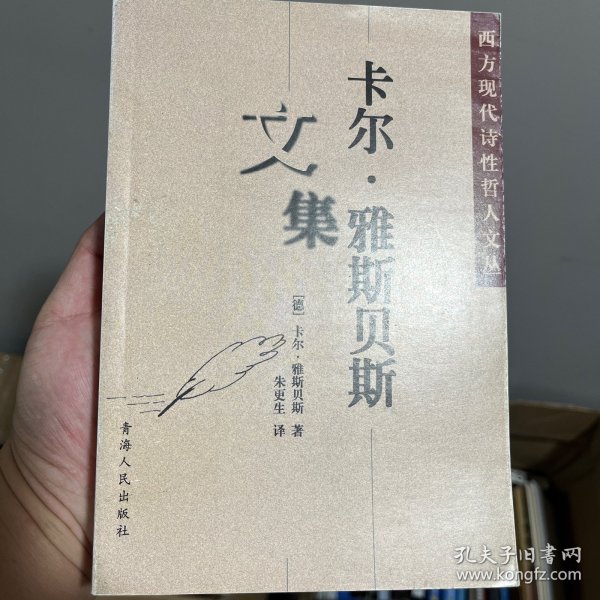 西方现代诗性哲人文丛
卡尔·雅斯贝斯
文集
[德] 卡尔·雅斯贝斯 著
朱更生 译
青海人民出版社
孔夫子旧书网
www.kongfz.com